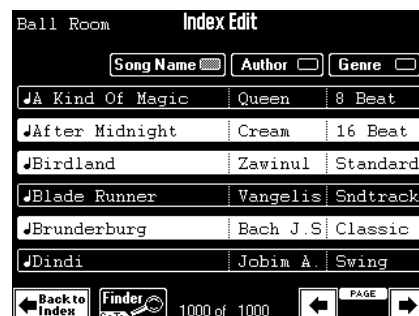 Ball Room Index Edit
Song Name Author Genre
A Kind Of Magic Queen 8 Beat
After Midnight Cream 16 Beat
Birdland Zawinul Standard
Blade Runner Vangelis Sndtrack
Brunderburg Bach J.S Classic
Dindi Jobim A. Swing
Back to Index Finder 1000 of 1000 PAGE